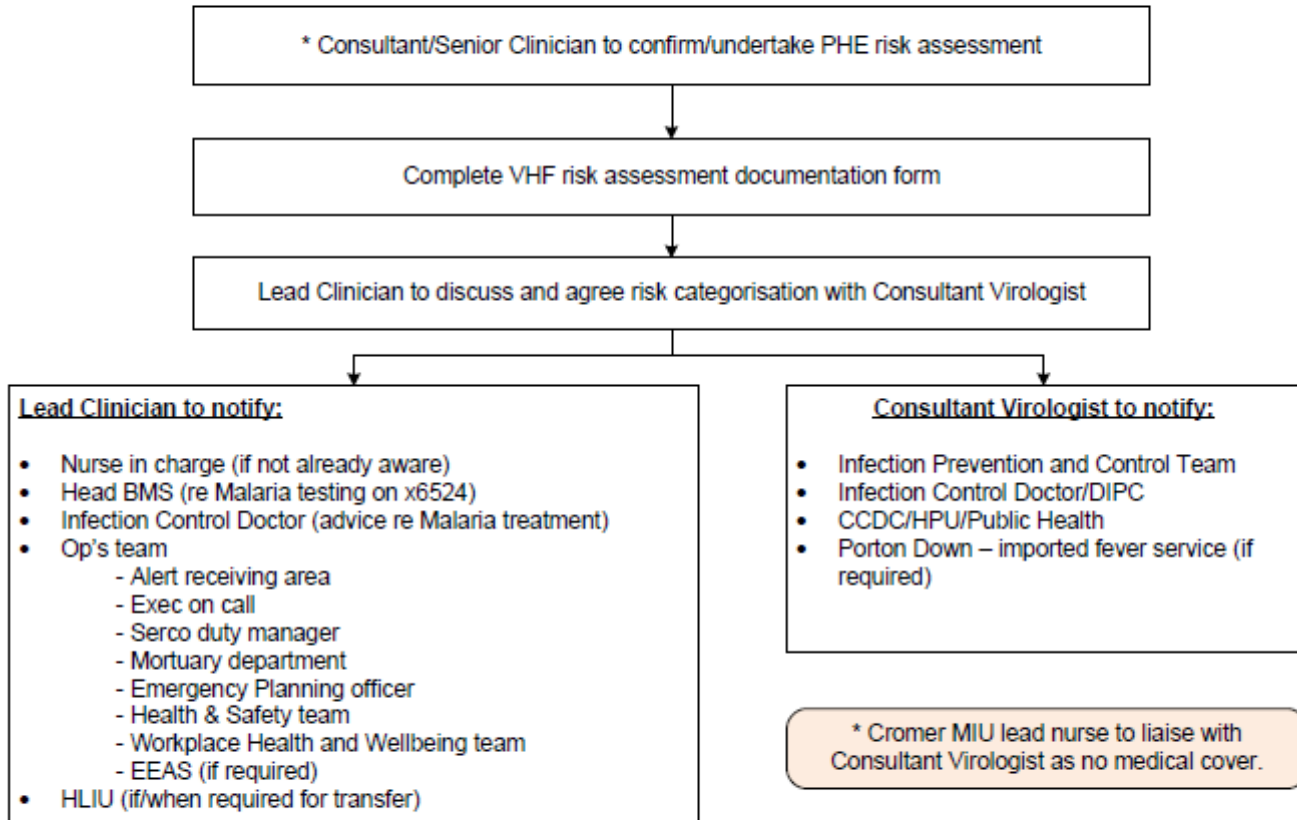 * Consultant/Senior Clinician to confirm/undertake PHE risk assessment
Complete VHF risk assessment documentation form
Lead Clinician to discuss and agree risk categorisation with Consultant Virologist
Lead Clinician to notify:
• Nurse in charge (if not already aware)
• Head BMS (re Malaria testing on x6524)
• Infection Control Doctor (advice re Malaria treatment)
• Op's team
- Alert receiving area
- Exec on call
- Serco duty manager
- Mortuary department
- Emergency Planning officer
- Health & Safety team
- Workplace Health and Wellbeing team
- EEAS (if required)
• HLIU (if/when required for transfer)
Consultant Virologist to notify:
• Infection Prevention and Control Team
• Infection Control Doctor/DIPC
• CCDC/HPU/Public Health
• Porton Down – imported fever service (if
required)
* Cromer MIU lead nurse to liaise with
Consultant Virologist as no medical cover.